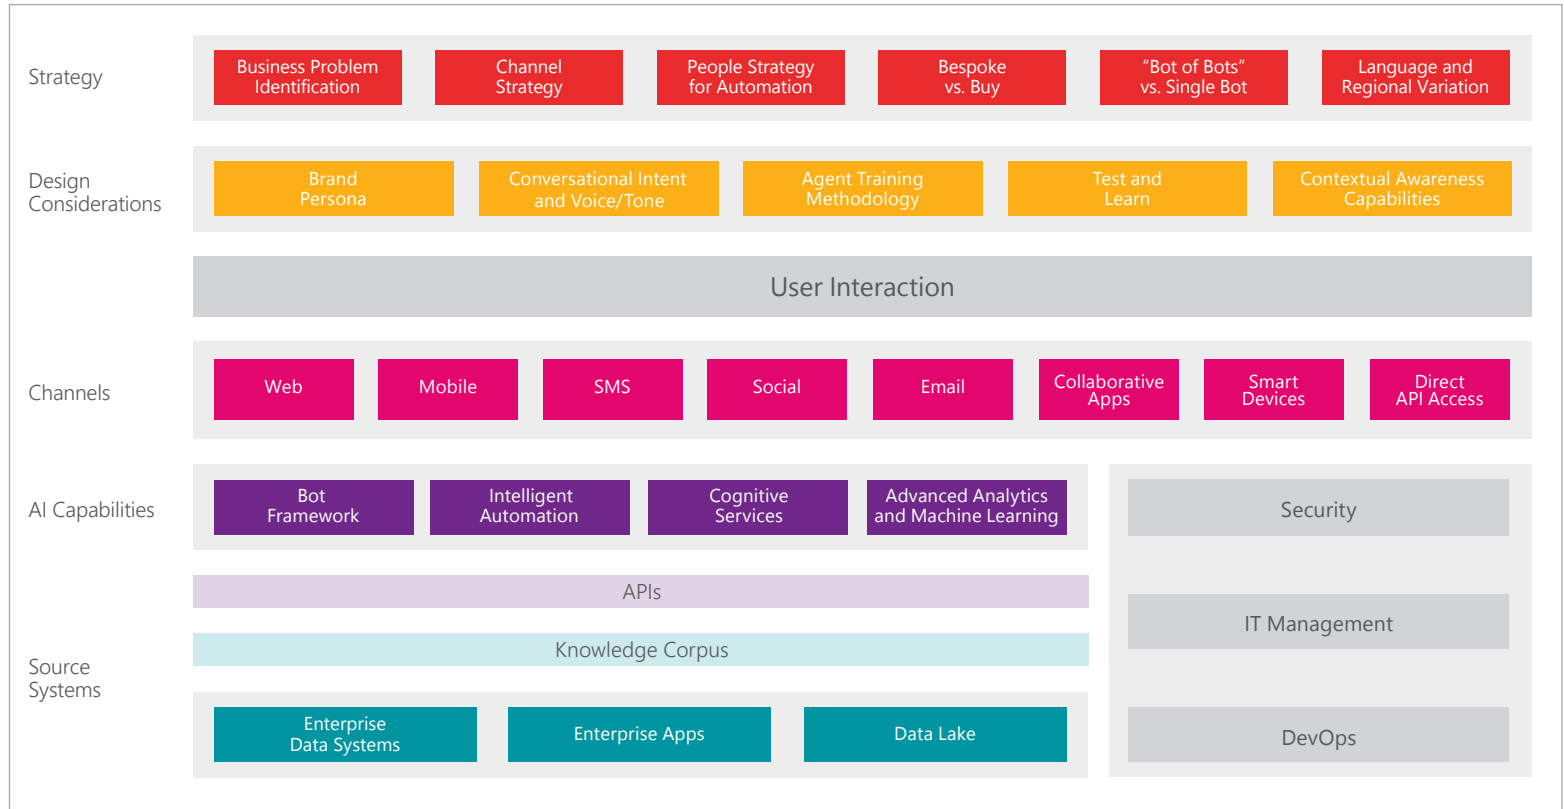 Strategy
Business Problem
Identification
Channel
Strategy
People Strategy
for Automation
Bespoke
vs. Buy
“Bot of Bots”
vs. Single Bot
Language and
Regional Variation
Design
Considerations
Brand
Persona
Conversational Intent
and Voice/Tone
Agent Training
Methodology
Test and
Learn
Contextual Awareness
Capabilities
User Interaction
Channels
Web
Mobile
SMS
Social
Email
Collaborative
Apps
Smart
Devices
Direct
API Access
AI Capabilities
Bot
Framework
Intelligent
Automation
Cognitive
Services
Advanced Analytics
and Machine Learning
APIs
Knowledge Corpus
Source
Systems
Enterprise
Data Systems
Enterprise Apps
Data Lake
Security
IT Management
DevOps